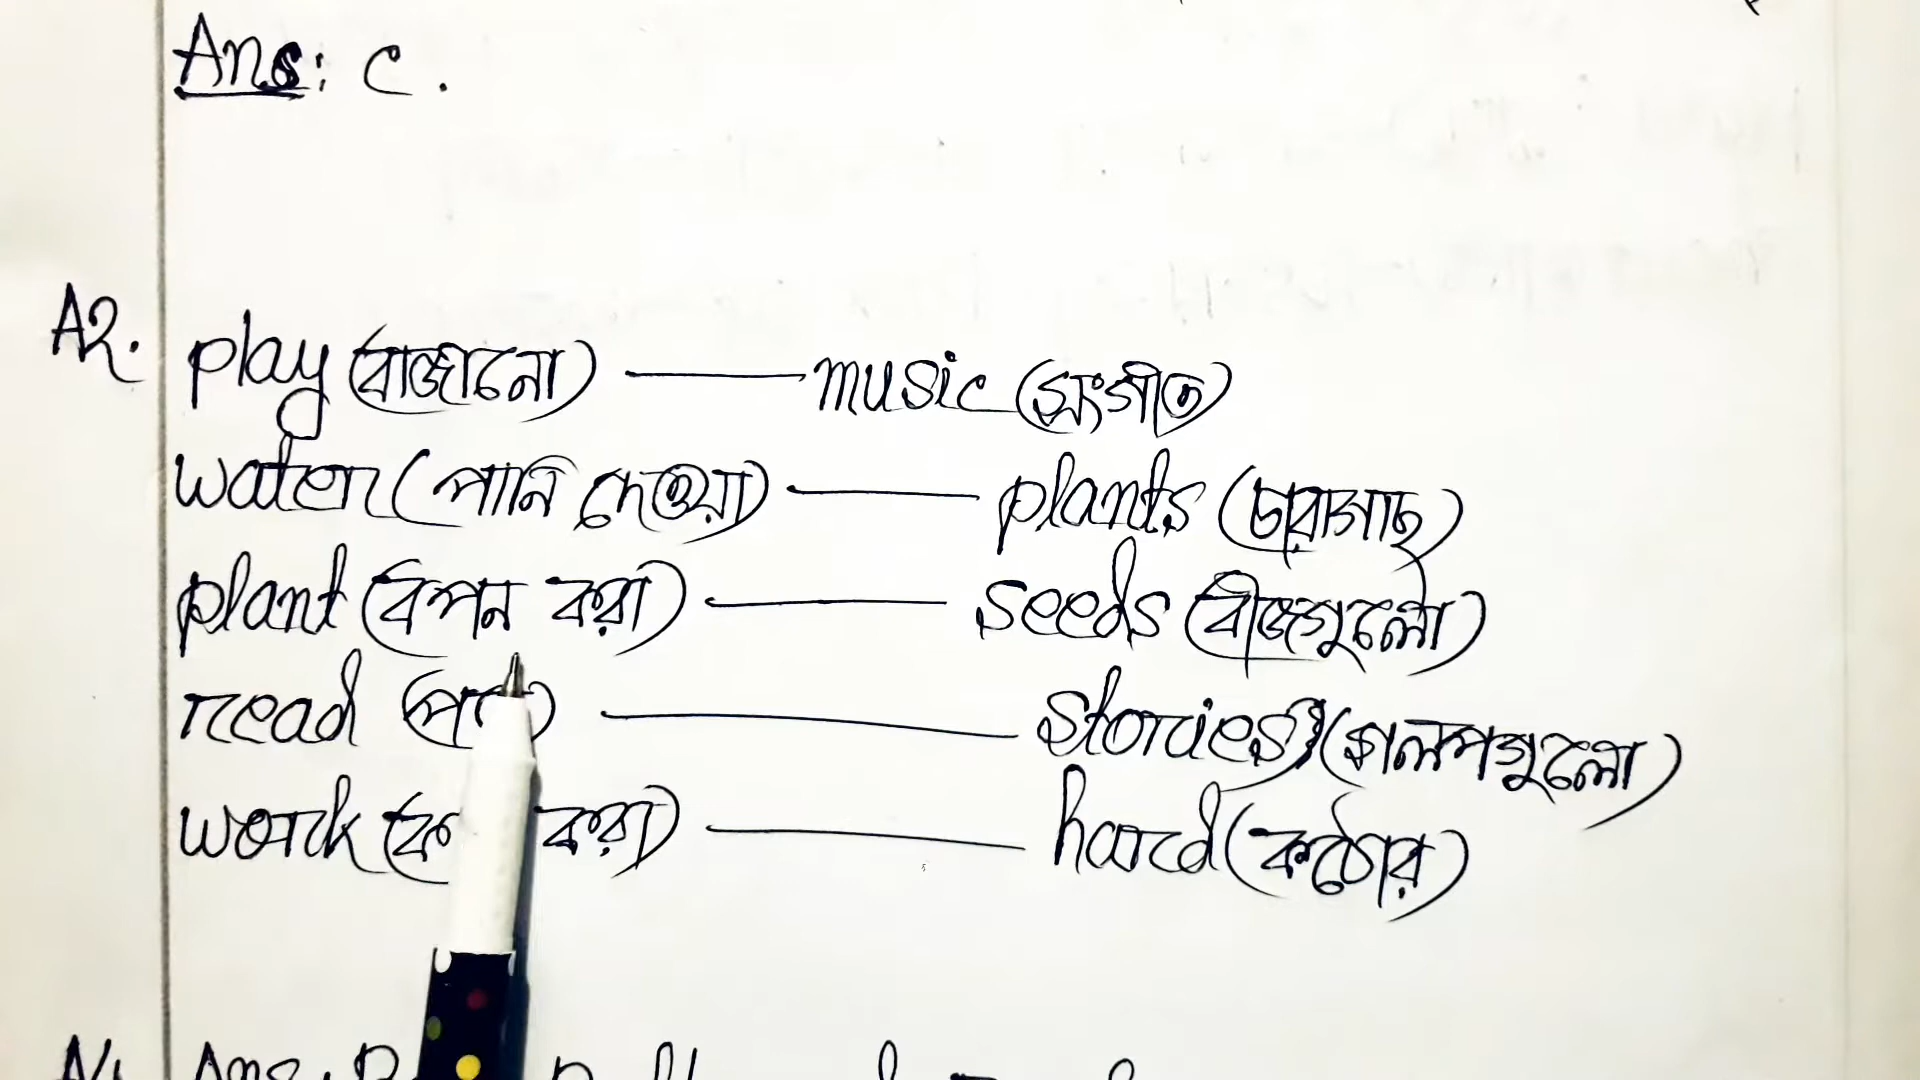 Ans: c.
A2. play (বাজানো) — music (সংগীত)
water (পানি দেওয়া) — plants (চারাগাছ)
plant (বপন করা) — seeds (বীজগুলো)
read — stories (গল্পগুলো)
work করা) — hard (কঠোর)
Ans: